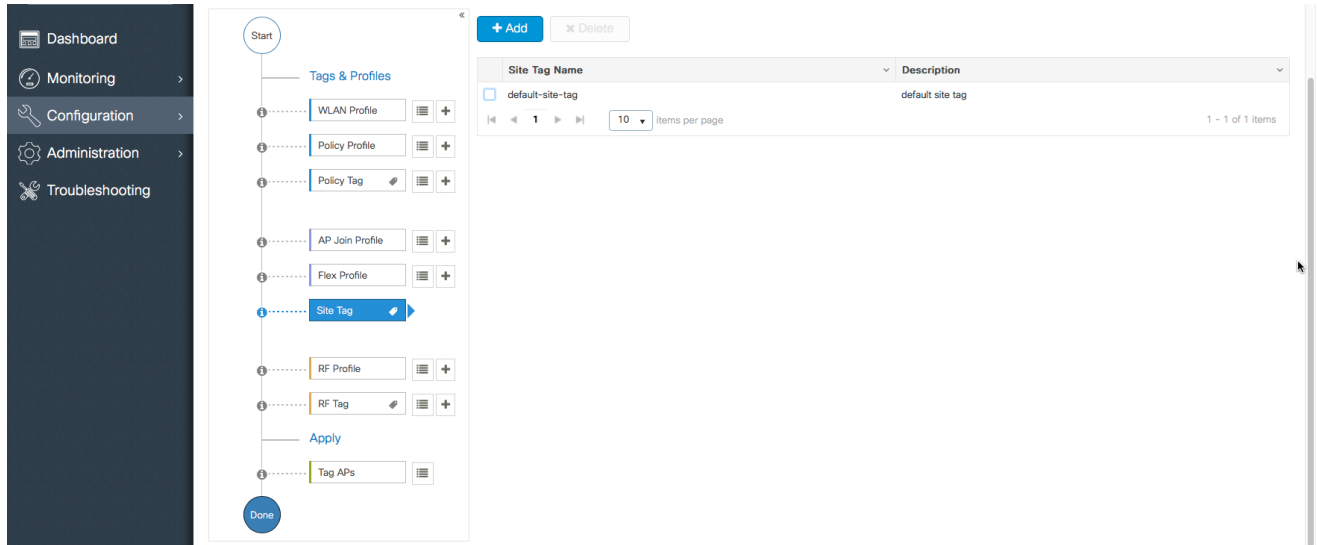 Dashboard
Monitoring
Configuration
Administration
Troubleshooting
Start
Tags & Profiles
WLAN Profile
Policy Profile
Policy Tag
AP Join Profile
Flex Profile
Site Tag
RF Profile
RF Tag
Apply
Tag APs
Done
+ Add
✖ Delete
Site Tag Name Description
default-site-tag default site tag
1 10 items per page 1 - 1 of 1 items